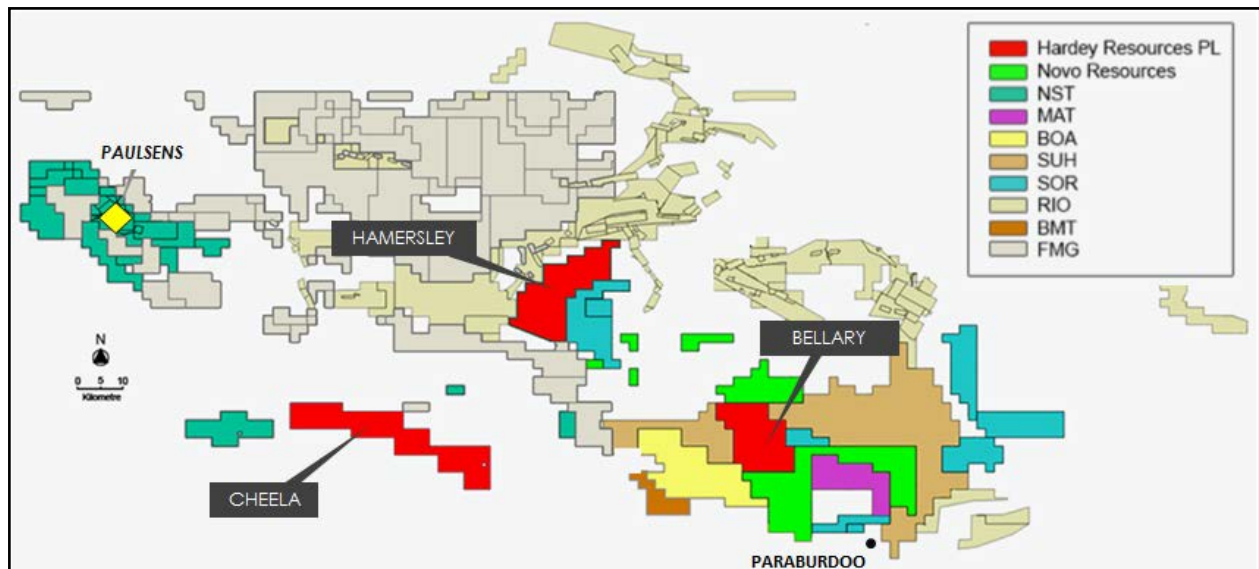 Hardey Resources PL
Novo Resources
NST
MAT
BOA
SUH
SOR
RIO
BMT
FMG
PAULSENS
HAMERSLEY
N
0 5 10
Kilometre
BELLARY
CHEELA
PARABURDOO